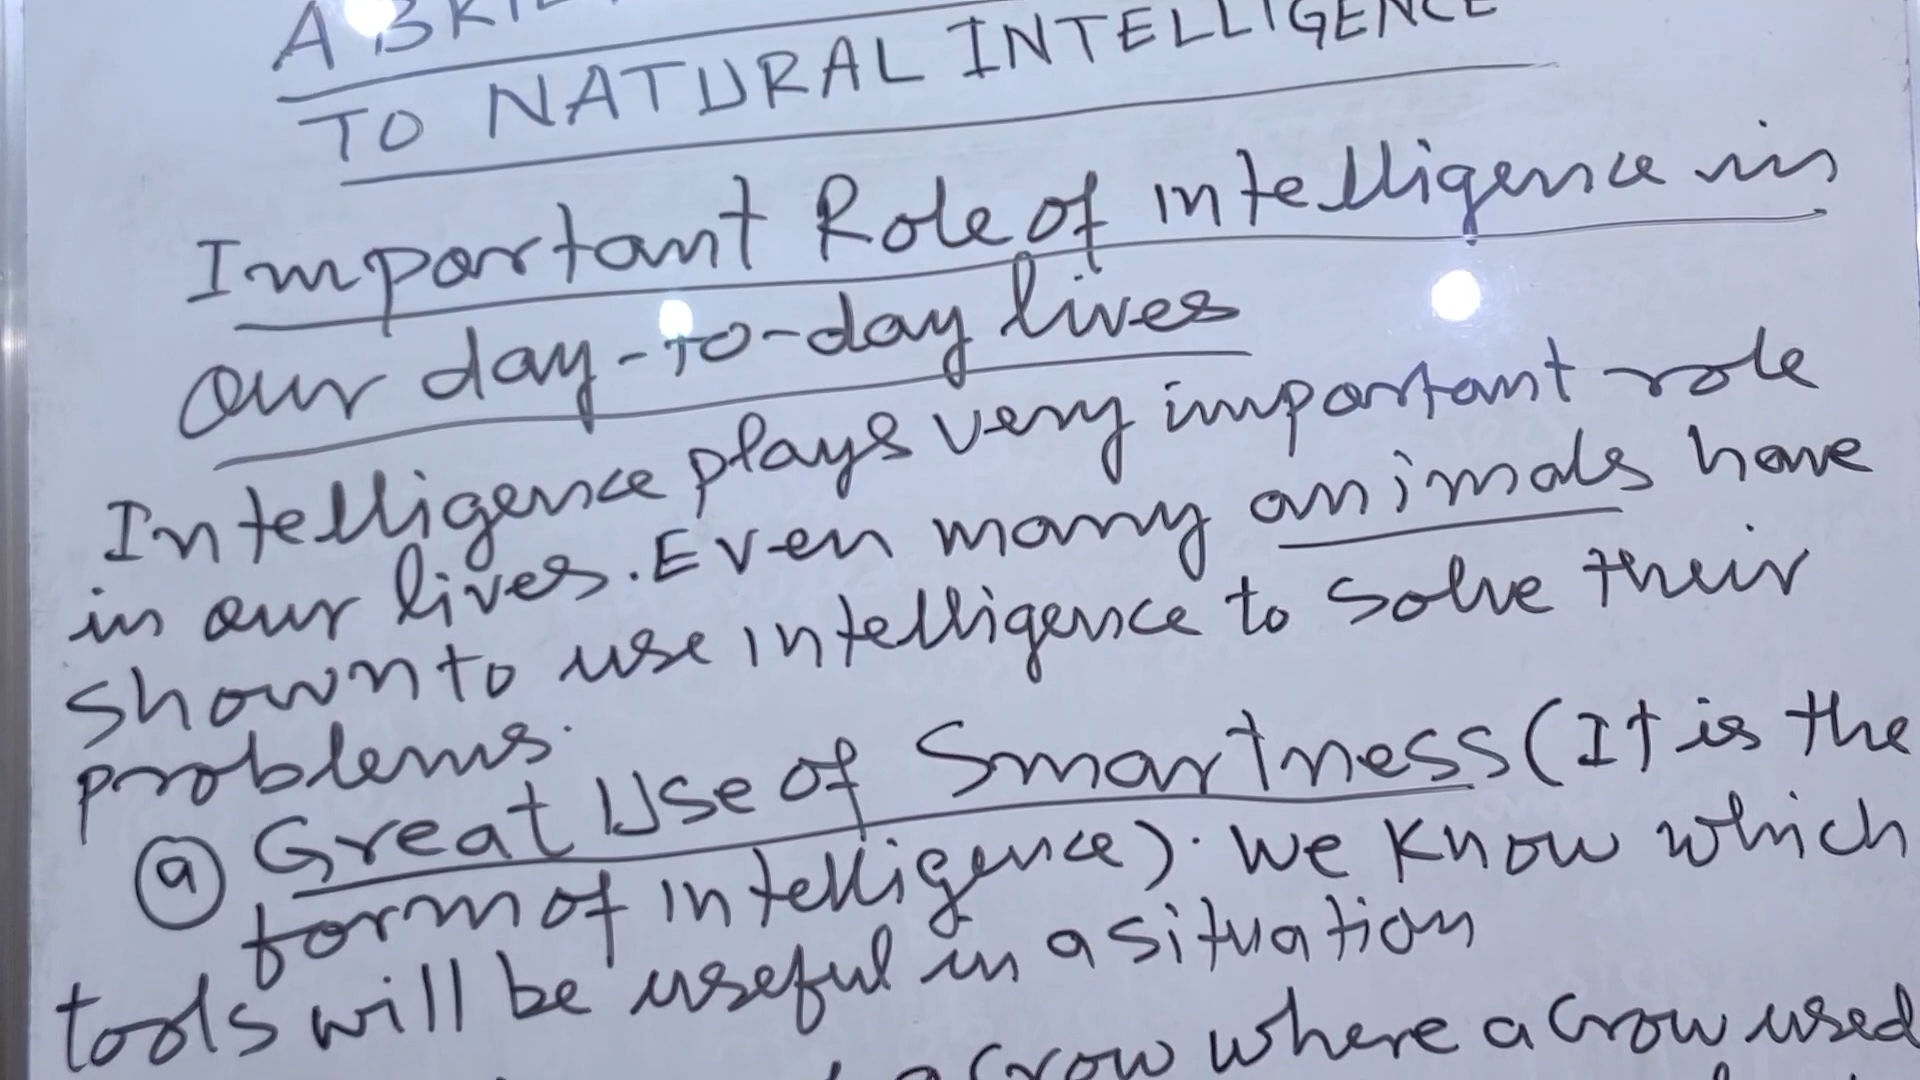 A BRIE
TO NATURAL INTELLIGENCE
Important Role of intelligence in
our day-to-day lives
Intelligence plays very important role
in our lives. Even many animals have
shown to use intelligence to solve their
problems.
(a) Great Use of Smartness (It is the
form of intelligence). We know which
tools will be useful in a situation
crow where a crow used